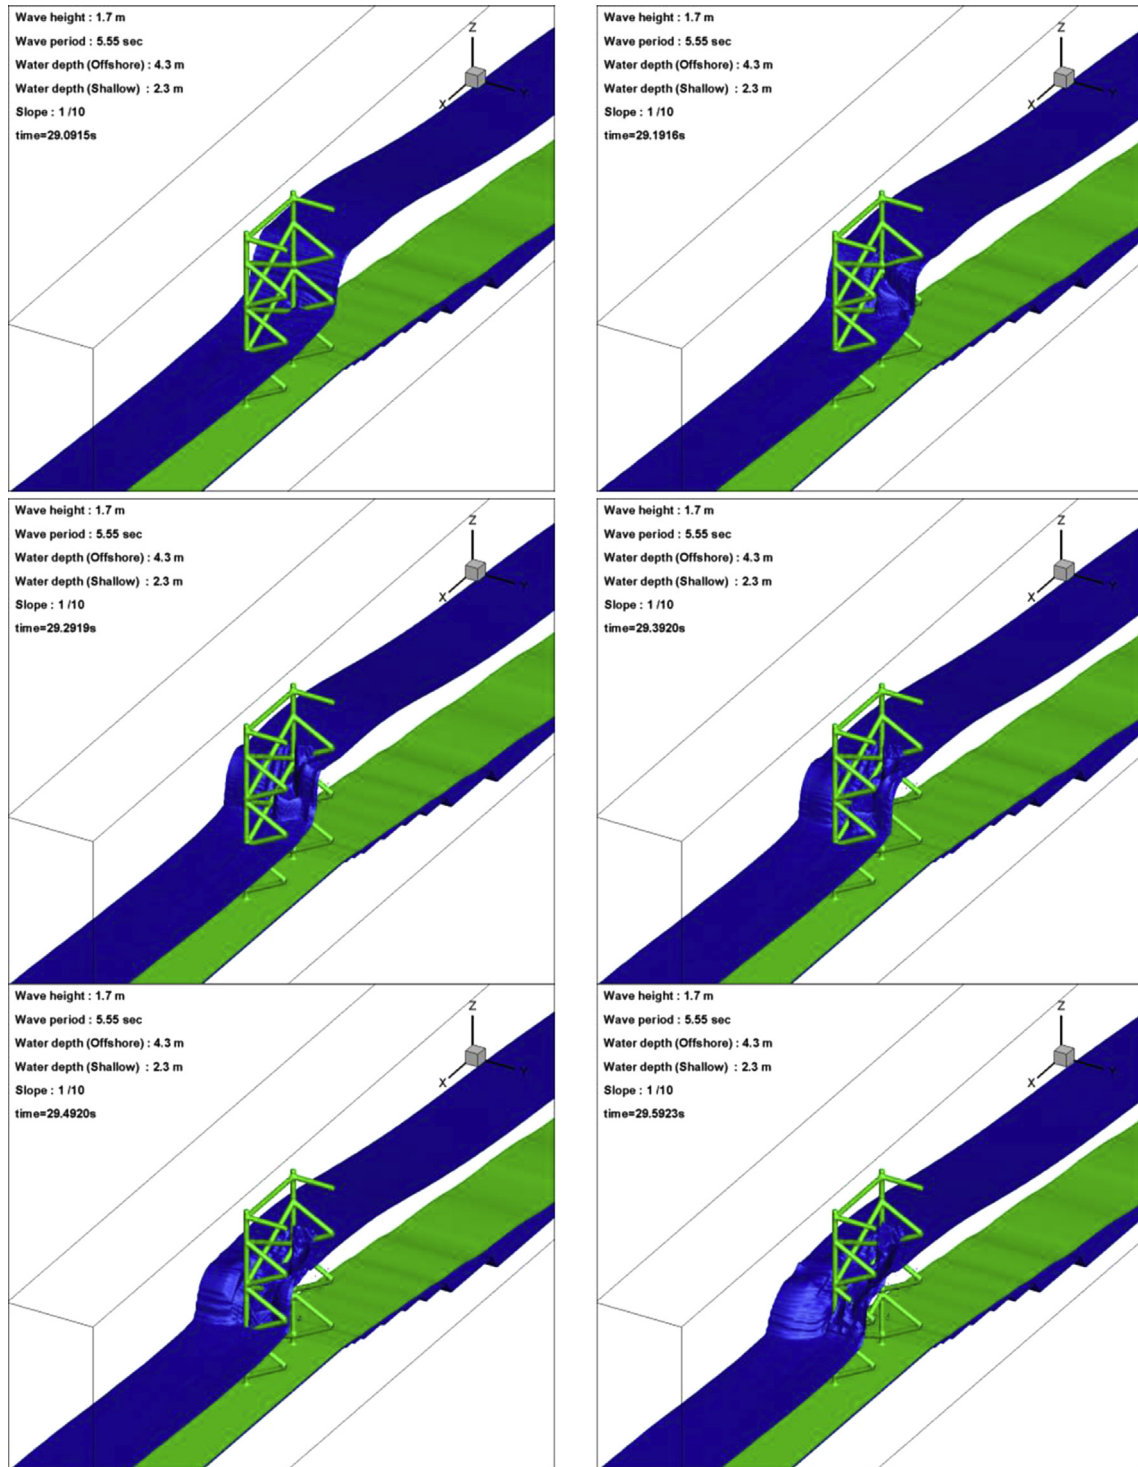 Wave height : 1.7 m
Wave period : 5.55 sec
Water depth (Offshore) : 4.3 m
Water depth (Shallow) : 2.3 m
Slope : 1 /10
time=29.0915s
Z
X
Y
Wave height : 1.7 m
Wave period : 5.55 sec
Water depth (Offshore) : 4.3 m
Water depth (Shallow) : 2.3 m
Slope : 1 /10
time=29.1916s
Z
X
Y
Wave height : 1.7 m
Wave period : 5.55 sec
Water depth (Offshore) : 4.3 m
Water depth (Shallow) : 2.3 m
Slope : 1 /10
time=29.2919s
Z
X
Y
Wave height : 1.7 m
Wave period : 5.55 sec
Water depth (Offshore) : 4.3 m
Water depth (Shallow) : 2.3 m
Slope : 1 /10
time=29.3920s
Z
X
Y
Wave height : 1.7 m
Wave period : 5.55 sec
Water depth (Offshore) : 4.3 m
Water depth (Shallow) : 2.3 m
Slope : 1 /10
time=29.4920s
Z
X
Y
Wave height : 1.7 m
Wave period : 5.55 sec
Water depth (Offshore) : 4.3 m
Water depth (Shallow) : 2.3 m
Slope : 1 /10
time=29.5923s
Z
X
Y